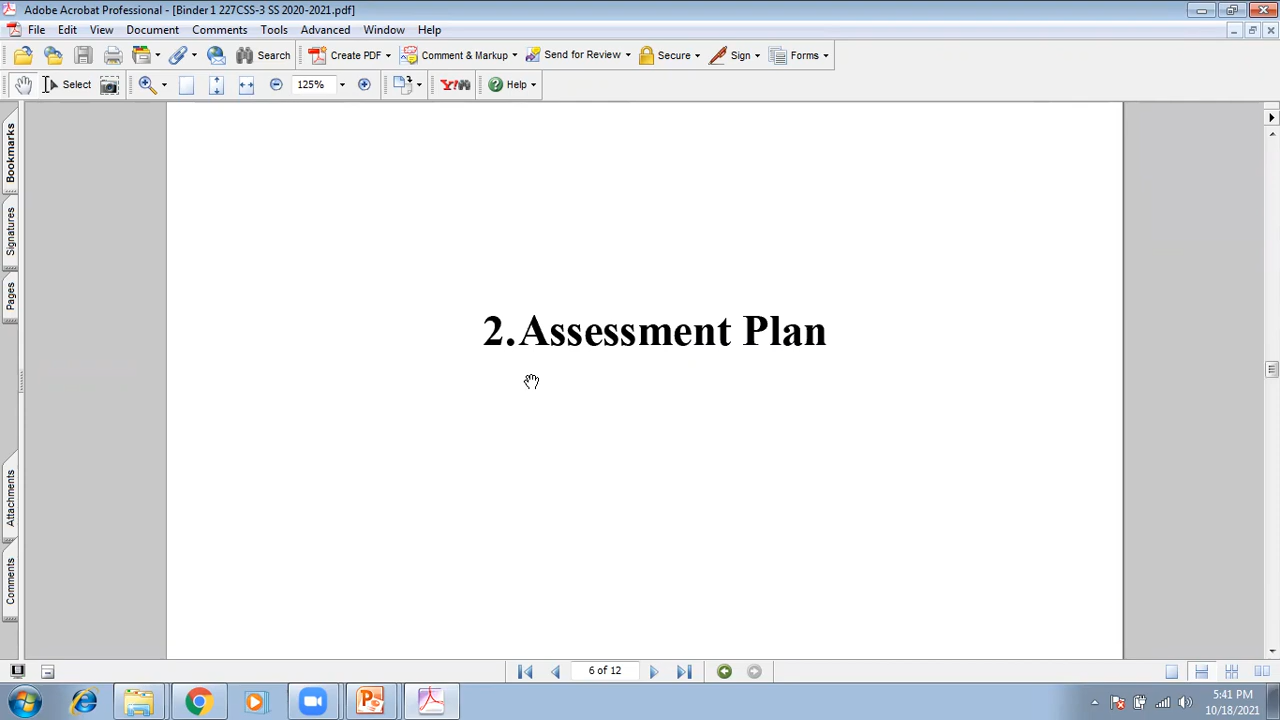 Adobe Acrobat Professional - [Binder1 227CSS-3 SS 2020-2021.pdf]
File Edit View Document Comments Tools Advanced Window Help
Search Create PDF Comment & Markup Send for Review Secure Sign Forms
Select 125% Y! Help
Bookmarks
Signatures
Pages
Attachments
Comments
2.Assessment Plan
6 of 12
5:41 PM
10/18/2021